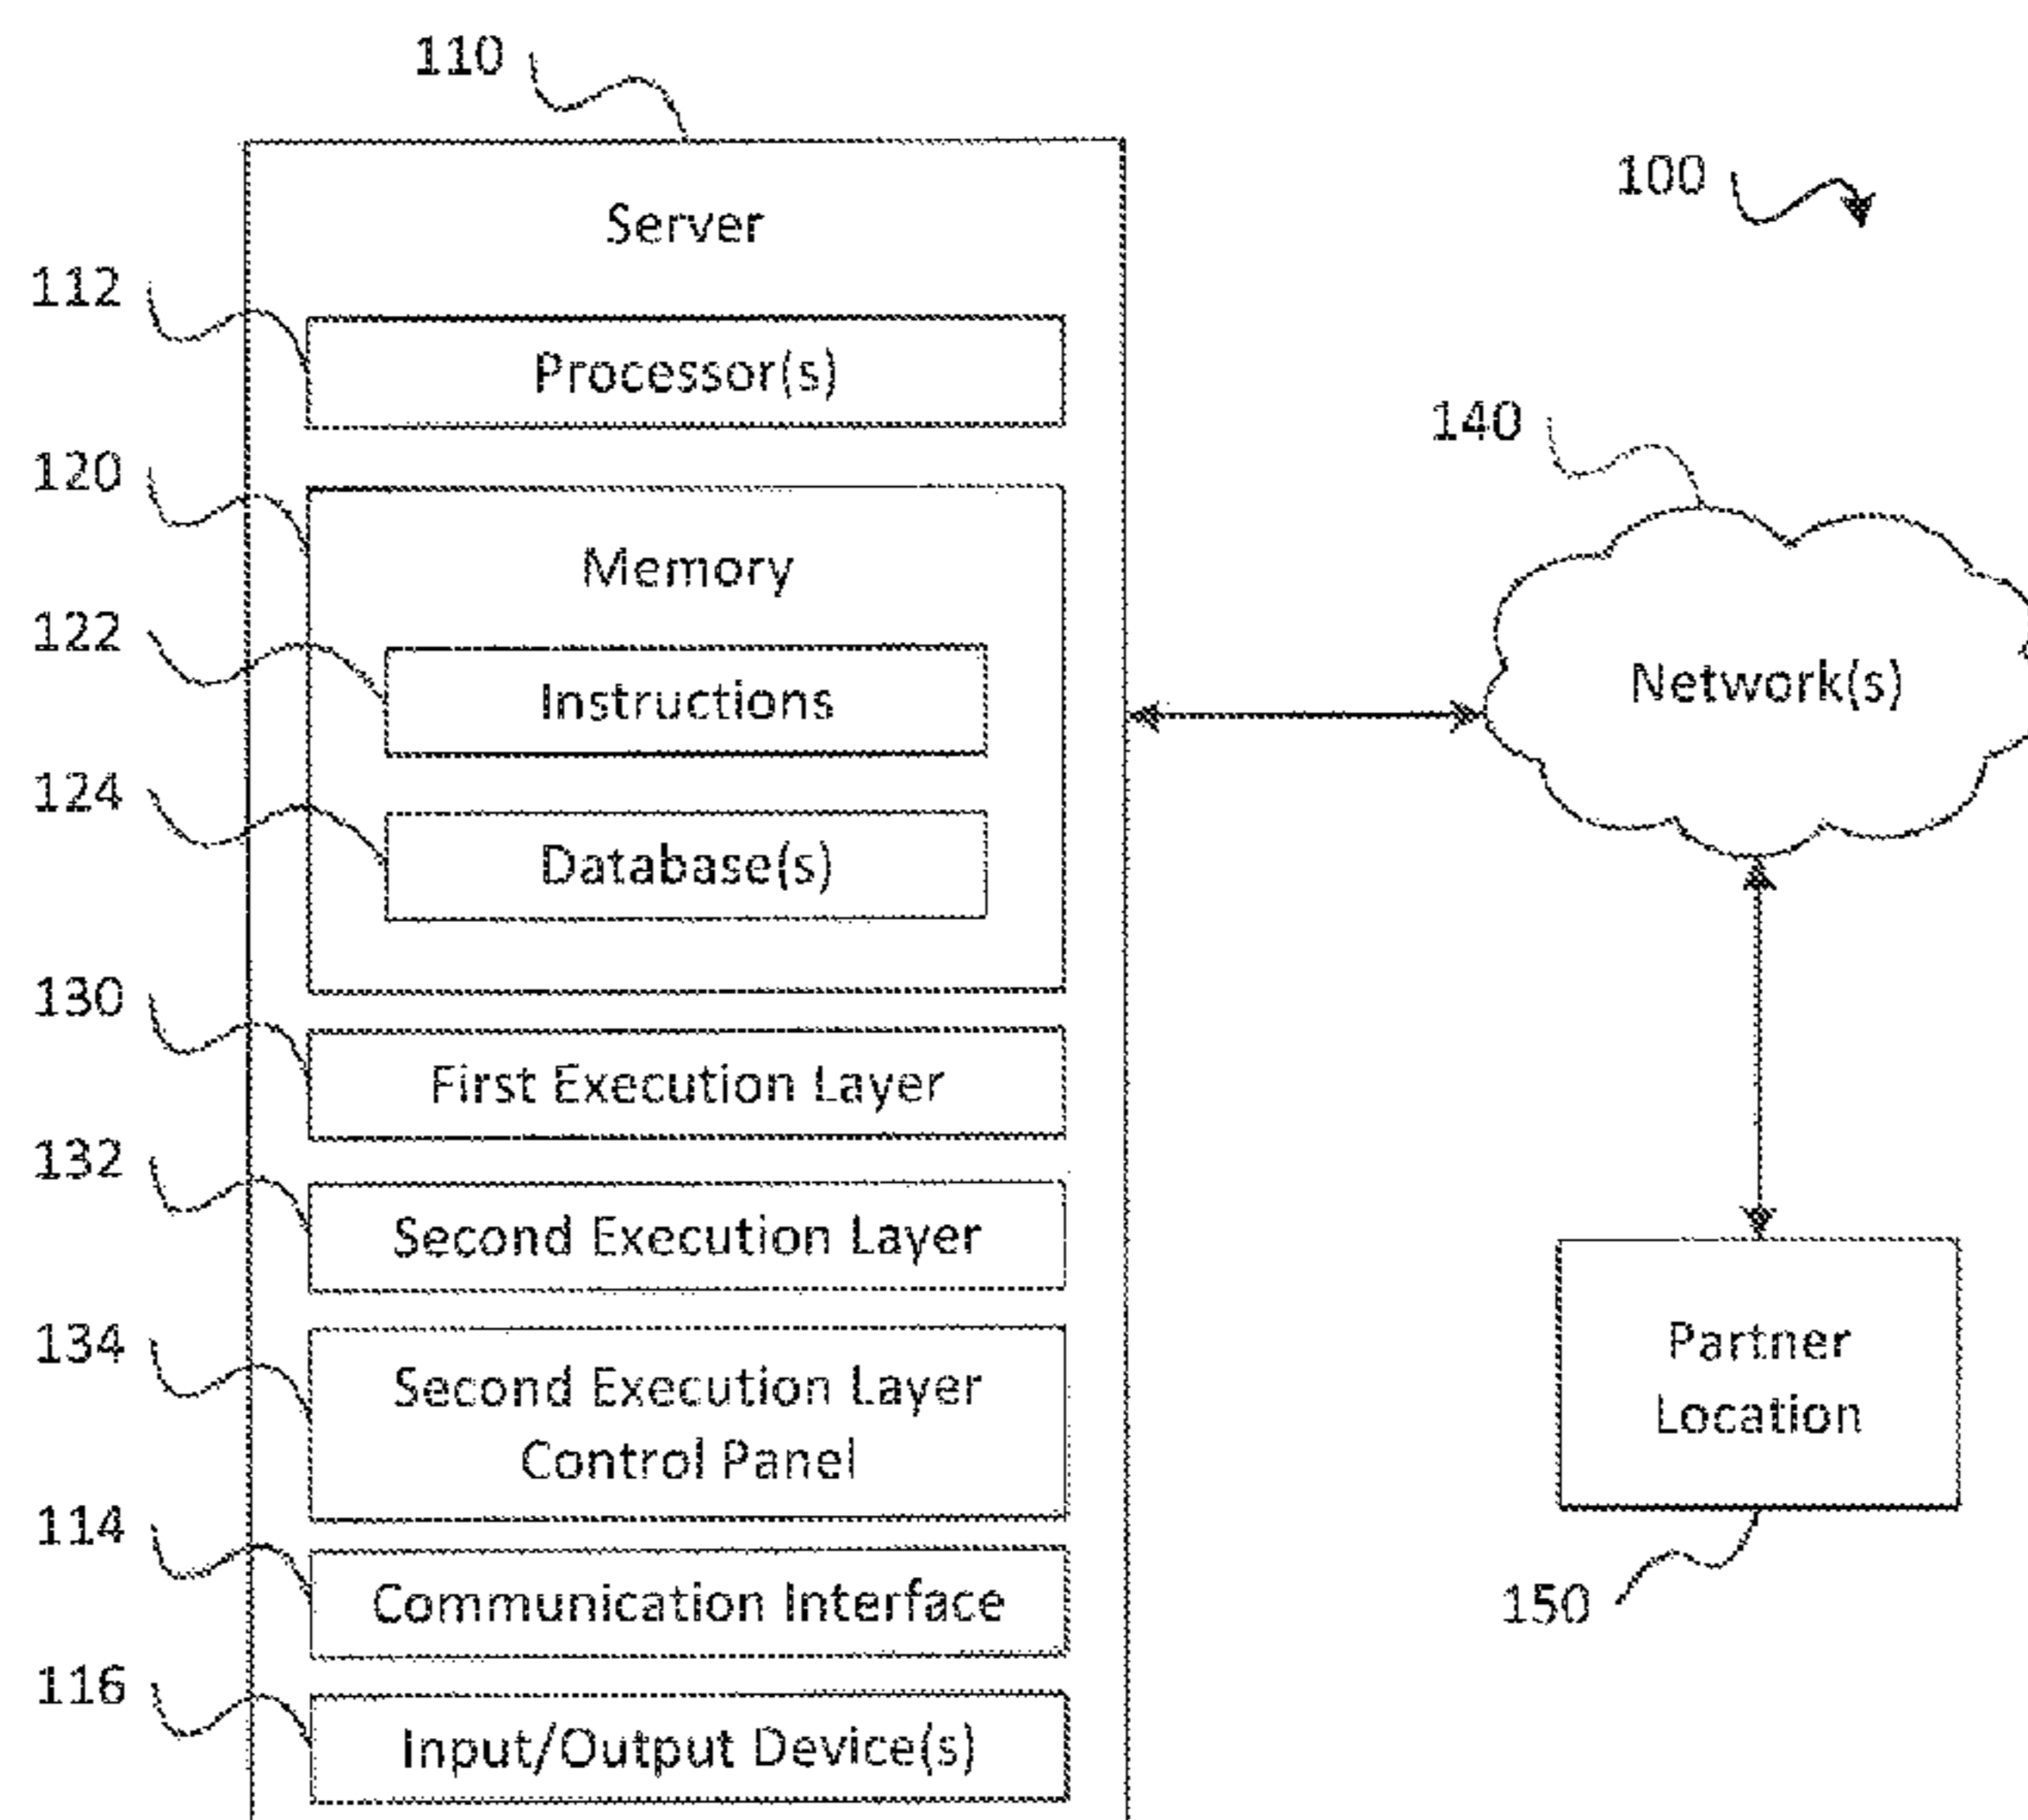 110
100
Server
112
Processor(s)
140
120
Memory
122
Instructions
Network(s)
124
Database(s)
130
First Execution Layer
132
Second Execution Layer
134
Second Execution Layer
Control Panel
Partner
Location
114
Communication Interface
150
116
Input/Output Device(s)